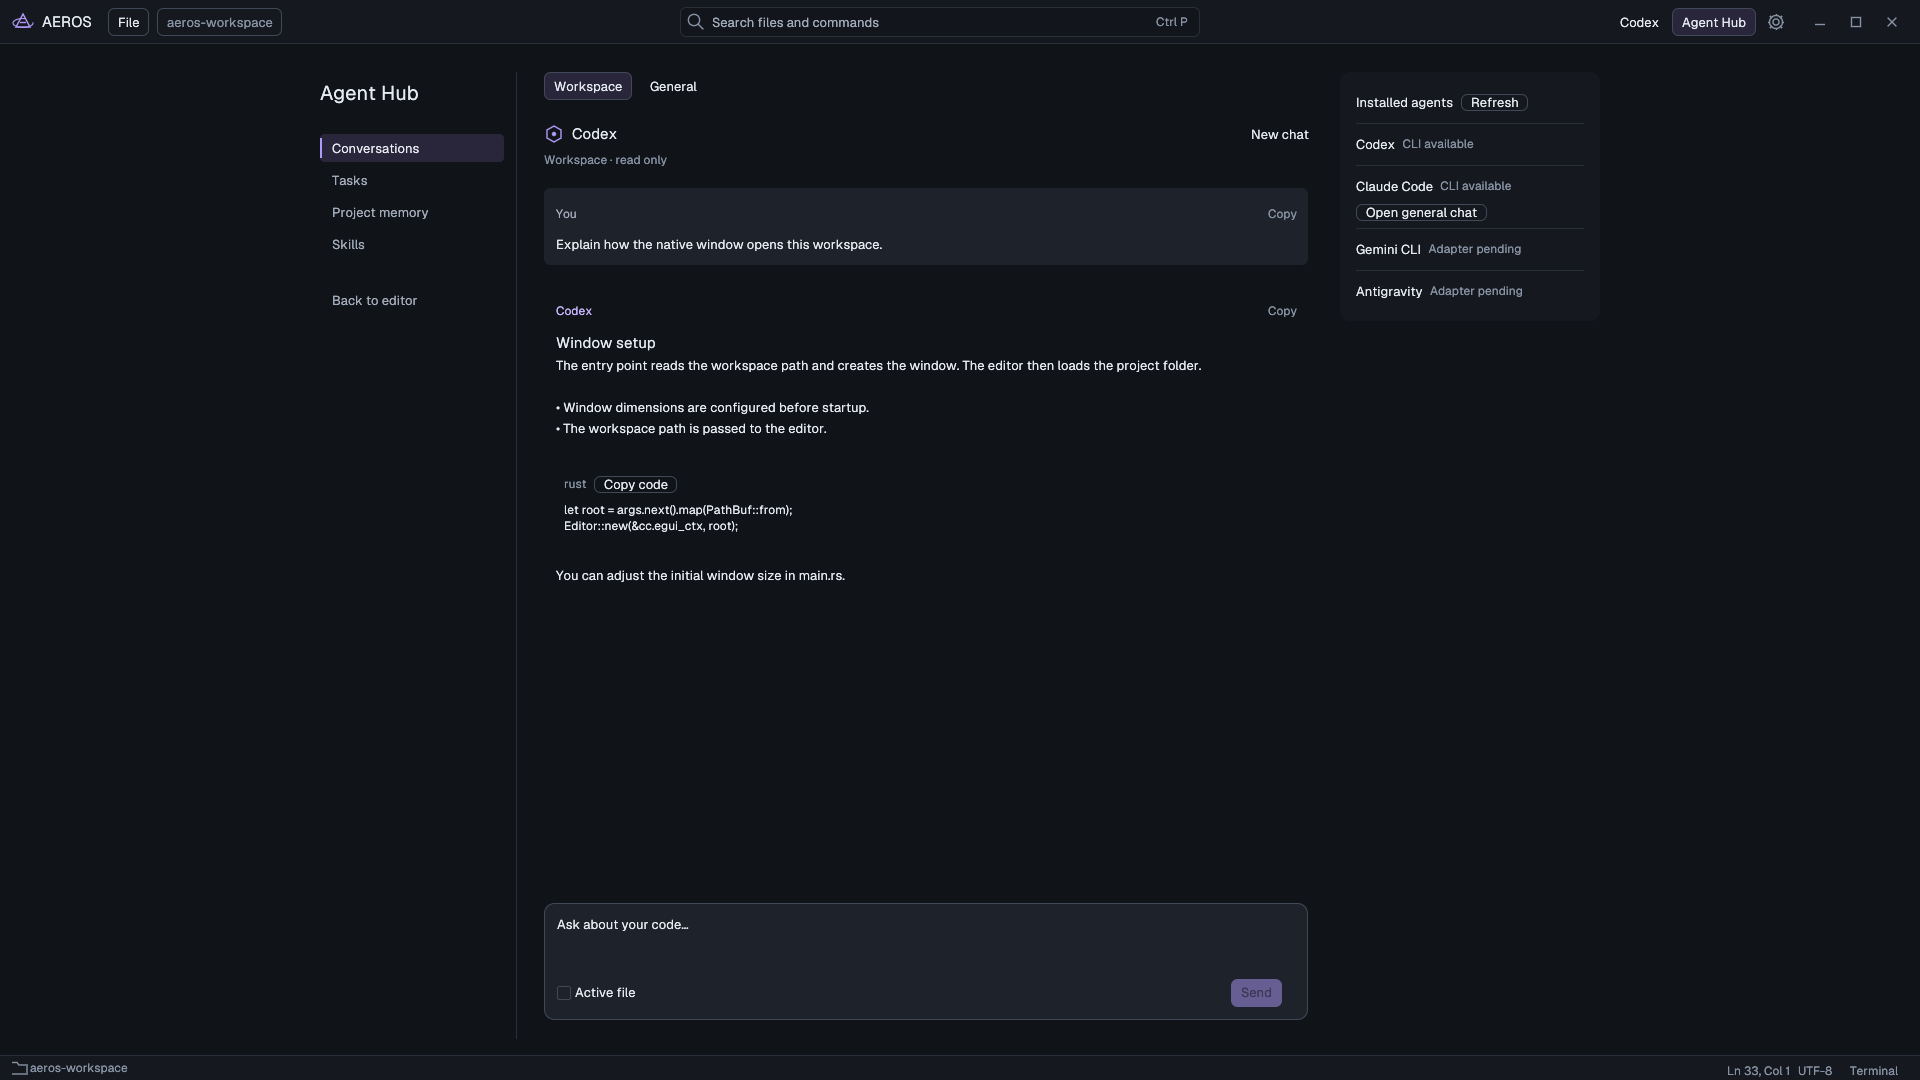 AEROS
File
aeros-workspace
Search files and commands
Ctrl P
Codex
Agent Hub
Agent Hub
Conversations
Tasks
Project memory
Skills
Back to editor
Workspace
General
Codex
New chat
Workspace · read only
You
Copy
Explain how the native window opens this workspace.
Codex
Copy
Window setup
The entry point reads the workspace path and creates the window. The editor then loads the project folder.
• Window dimensions are configured before startup.
• The workspace path is passed to the editor.
rust
Copy code
let root = args.next().map(PathBuf::from);
Editor::new(&cc.egui_ctx, root);
You can adjust the initial window size in main.rs.
Ask about your code…
Active file
Send
Installed agents
Refresh
Codex CLI available
Claude Code CLI available
Open general chat
Gemini CLI Adapter pending
Antigravity Adapter pending
aeros-workspace
Ln 33, Col 1
UTF-8
Terminal